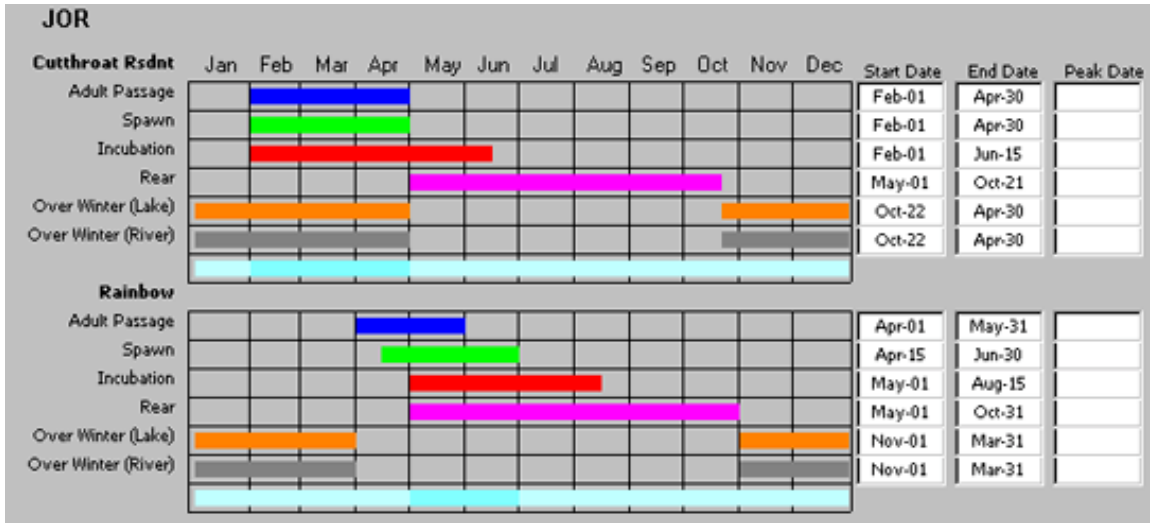 JOR
Cutthroat Rsdnt Jan Feb Mar Apr May Jun Jul Aug Sep Oct Nov Dec Start Date End Date Peak Date
Adult Passage Feb-01 Apr-30
Spawn Feb-01 Apr-30
Incubation Feb-01 Jun-15
Rear May-01 Oct-21
Over Winter (Lake) Oct-22 Apr-30
Over Winter (River) Oct-22 Apr-30
Rainbow
Adult Passage Apr-01 May-31
Spawn Apr-15 Jun-30
Incubation May-01 Aug-15
Rear May-01 Oct-31
Over Winter (Lake) Nov-01 Mar-31
Over Winter (River) Nov-01 Mar-31